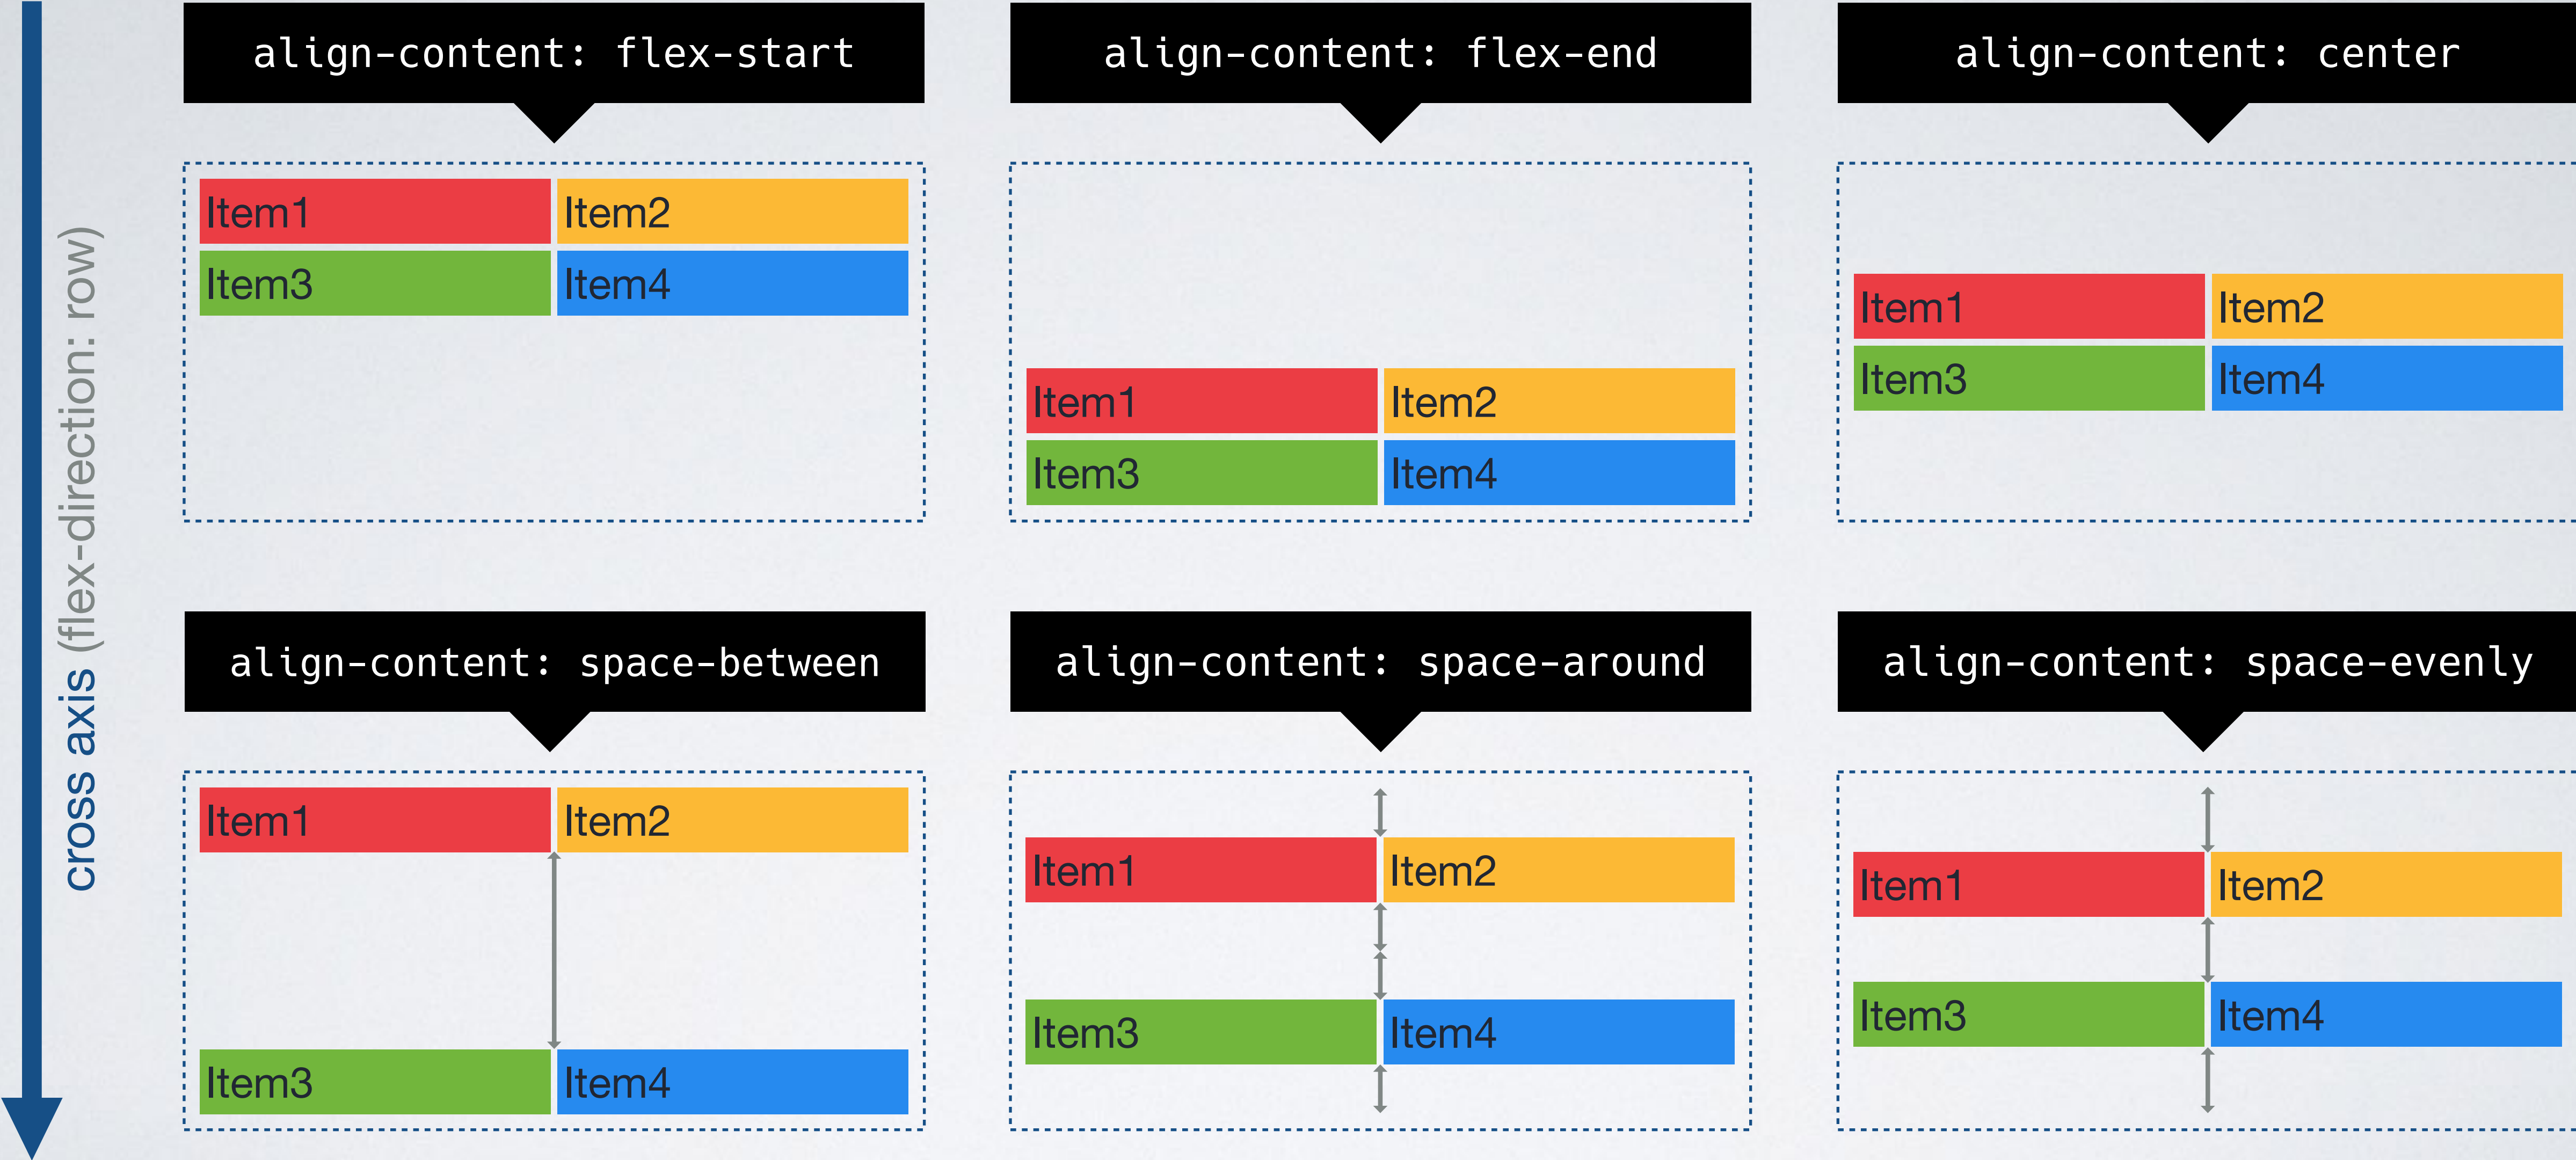 cross axis (flex-direction: row)
align-content: flex-start
Item1 Item2
Item3 Item4
align-content: flex-end
Item1 Item2
Item3 Item4
align-content: center
Item1 Item2
Item3 Item4
align-content: space-between
Item1 Item2
Item3 Item4
align-content: space-around
Item1 Item2
Item3 Item4
align-content: space-evenly
Item1 Item2
Item3 Item4